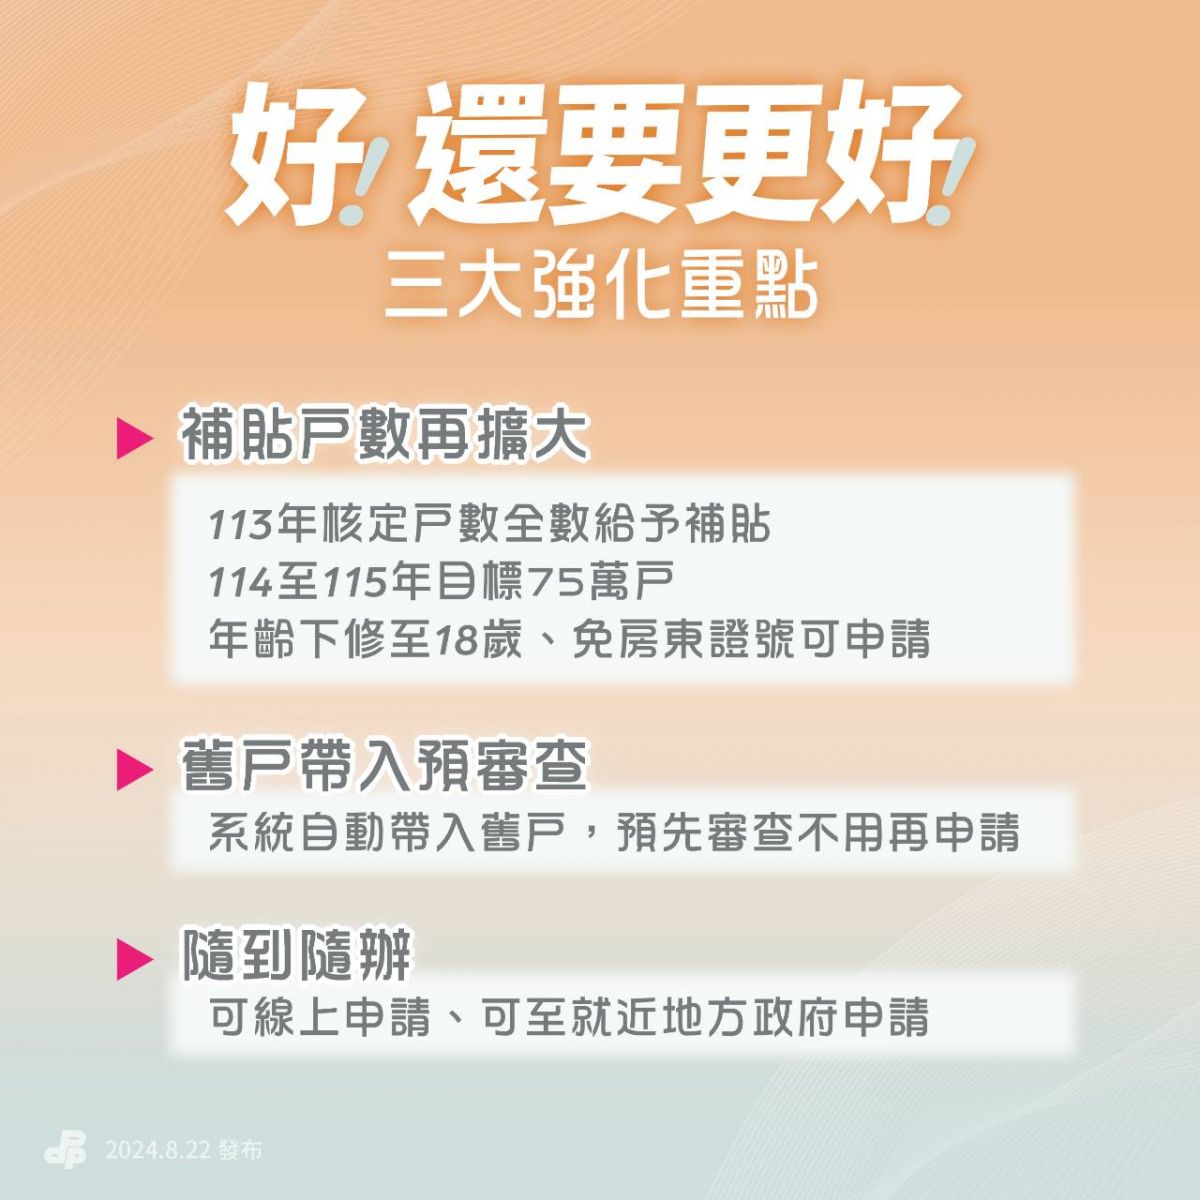 好！還要更好！
三大強化重點
補貼戶數再擴大
113年核定戶數全數給予補貼
114至115年目標75萬戶
年齡下修至18歲、免房東證號可申請
舊戶帶入預審查
系統自動帶入舊戶，預先審查不用再申請
隨到隨辦
可線上申請、可至就近地方政府申請
DPP 2024.8.22 發布